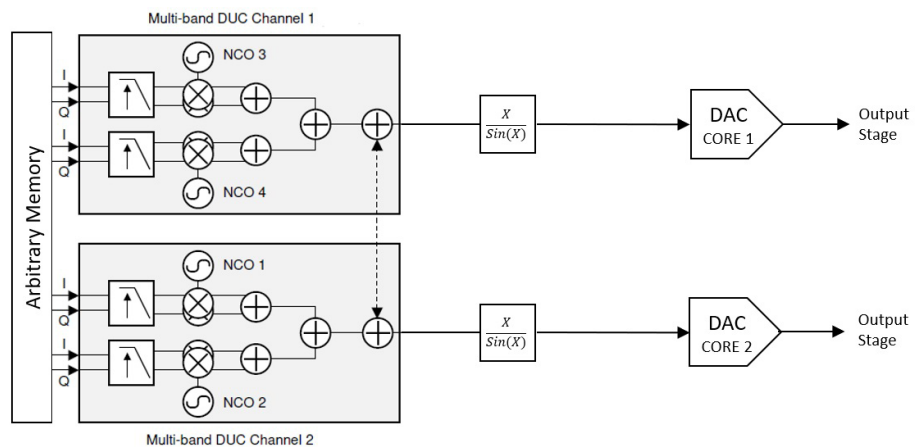 Multi-band DUC Channel 1
Arbitrary Memory
I
Q
I
Q
NCO 3
NCO 4
X
Sin(X)
DAC
CORE 1
Output
Stage
I
Q
I
Q
NCO 1
NCO 2
X
Sin(X)
DAC
CORE 2
Output
Stage
Multi-band DUC Channel 2